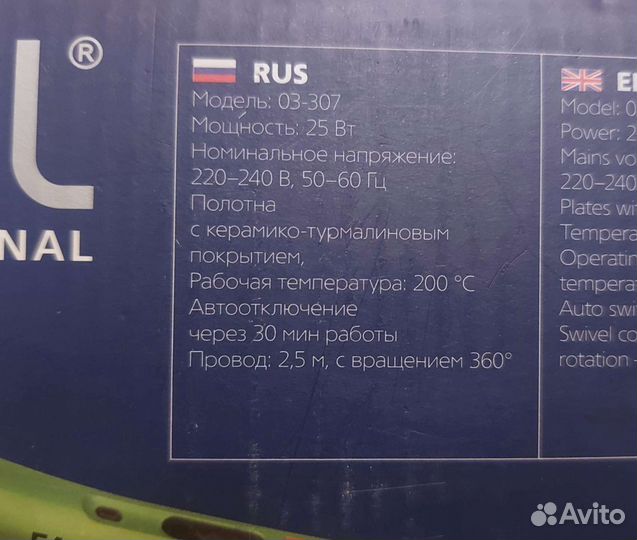 L®
NAL
RUS
Модель: 03-307
Мощность: 25 Вт
Номинальное напряжение:
220–240 В, 50–60 Гц
Полотна
с керамико-турмалиновым
покрытием,
Рабочая температура: 200 °C
Автоотключение
через 30 мин работы
Провод: 2,5 м, с вращением 360°
Model: 0
Power: 2
Mains vo
220–240
Plates wi
Tempera
Operatin
tempera
Auto swi
Swivel co
rotation –
Avito